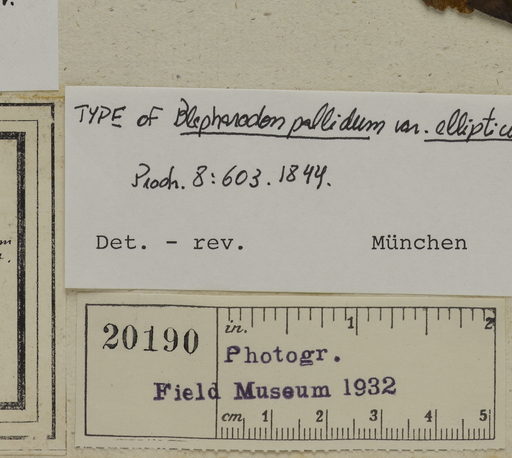 TYPE of Blepharodon pallidum var. elliptic
Prodr. 8:603.1844.
Det. - rev. München
20190
in. 1 2
Photogr.
Field Museum 1932
cm 1 2 3 4 5